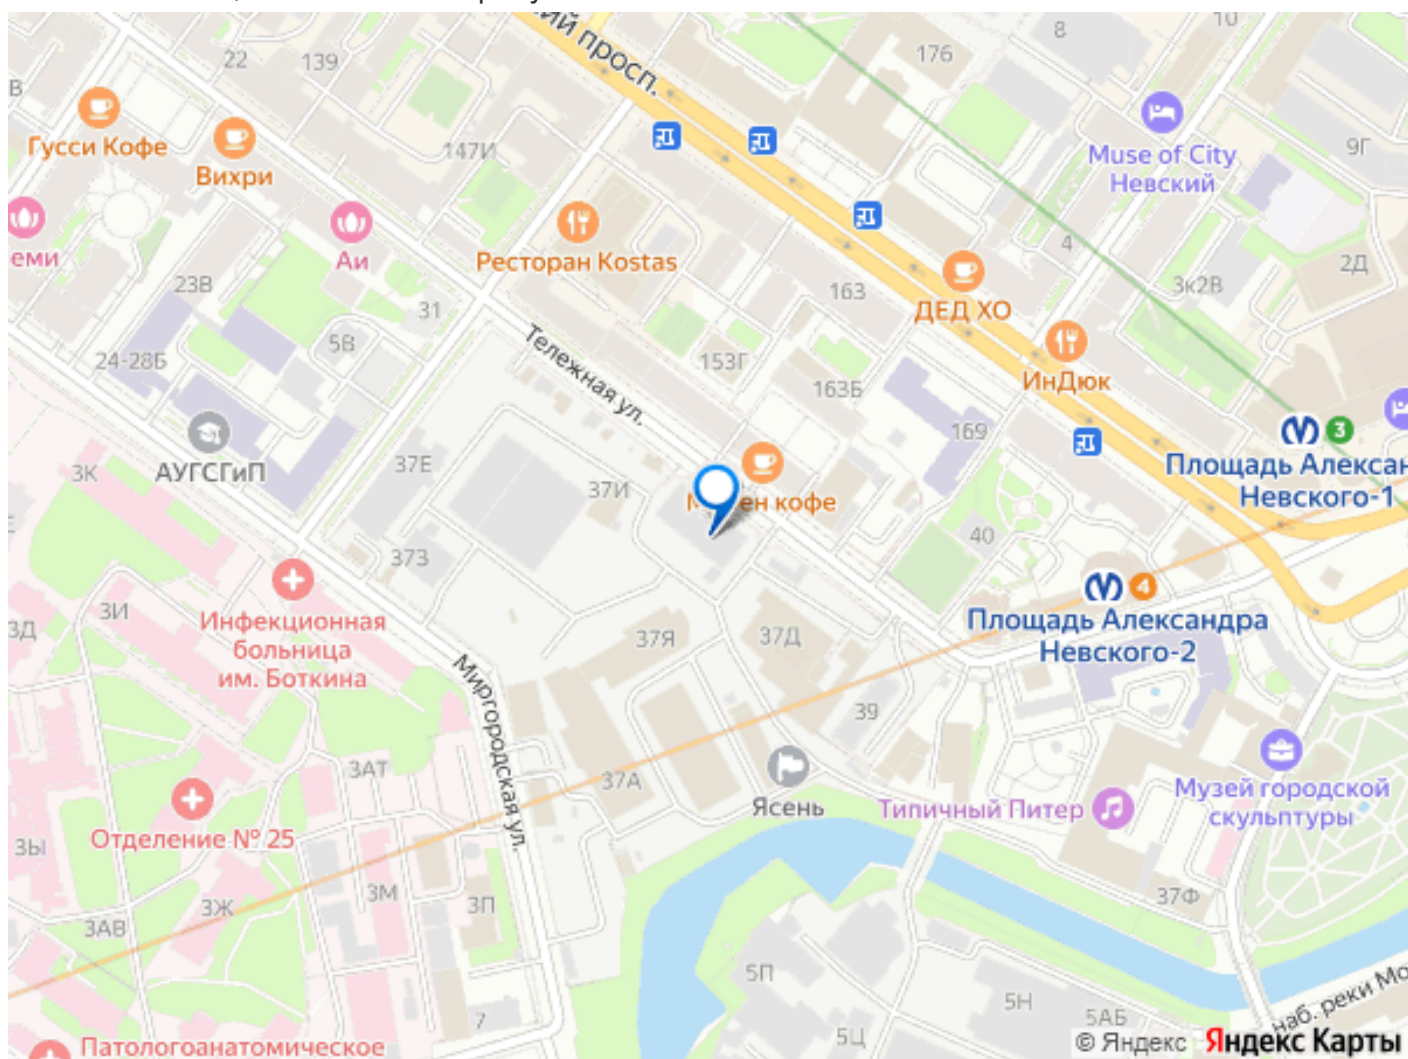 ий просп.
10
8
176
22
139
В
Гусси Кофе
Вихри
147И
Muse of City
Невский
9Г
еми
Аи
Ресторан Kostas
4
2Д
23В
31
163
3к2В
ДЕД ХО
5В
24-28Б
Тележная ул.
153Г
163Б
ИнДюк
169
3
Площадь Алексан
Невского-1
3К
АУГСГиП
37Е
37И
ен кофе
40
373
4
Площадь Александра
Невского-2
3И
3Д
Инфекционная
больница
им. Боткина
37Я
37Д
Миргородская ул.
39
3АТ
37А
Ясень
Типичный Питер
Музей городской
скульптуры
Отделение № 25
3Ы
3М
3П
3Ж
37Ф
3АВ
5П
5Н
5АБ
7
5Ц
наб. реки Мо
Патологоанатомическое
© Яндекс Яндекс Карты